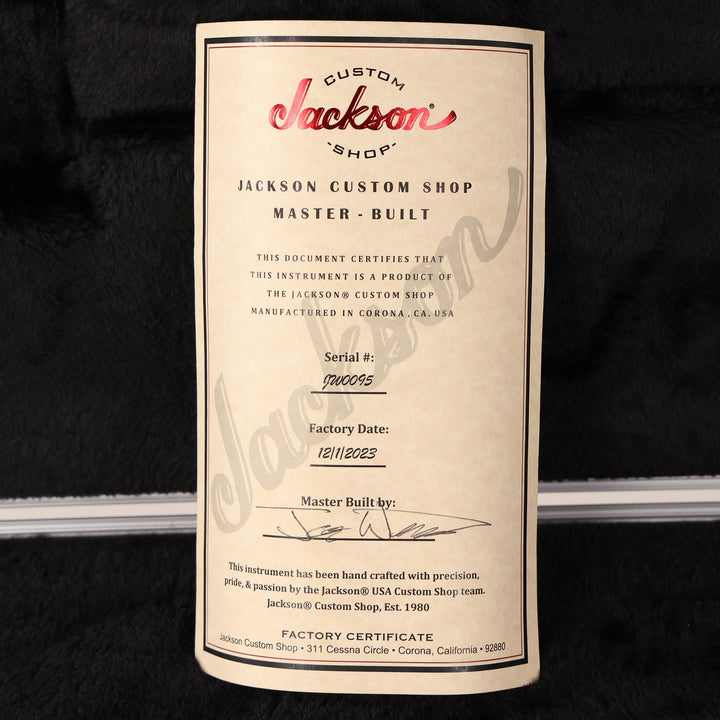 CUSTOM
Jackson®
-SHOP-
JACKSON CUSTOM SHOP
MASTER - BUILT
THIS DOCUMENT CERTIFIES THAT
THIS INSTRUMENT IS A PRODUCT OF
THE JACKSON® CUSTOM SHOP
MANUFACTURED IN CORONA, CA. USA
Jackson
Serial #:
JW0095
Factory Date:
12/1/2023
Master Built by:
This instrument has been hand crafted with precision,
pride, & passion by the Jackson® USA Custom Shop team.
Jackson® Custom Shop, Est. 1980
FACTORY CERTIFICATE
Jackson Custom Shop • 311 Cessna Circle • Corona, California • 92880